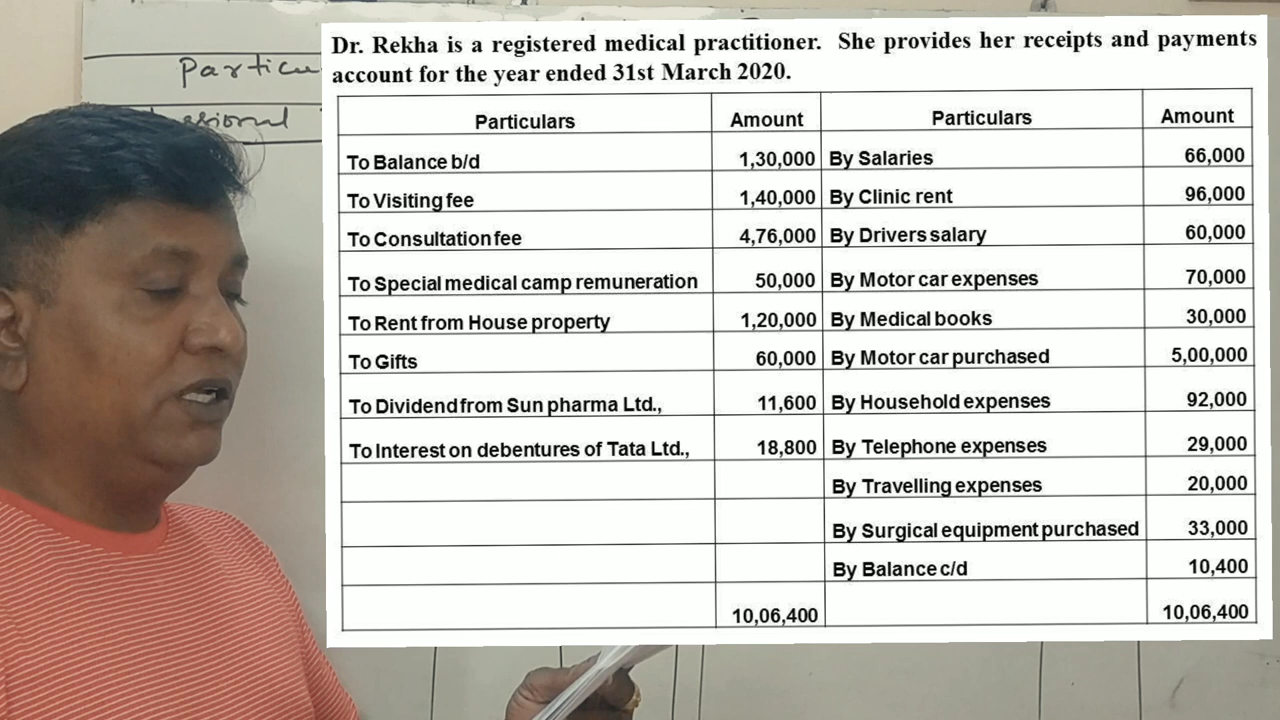 Dr. Rekha is a registered medical practitioner. She provides her receipts and payments
account for the year ended 31st March 2020.
Particulars Amount Particulars Amount
To Balance b/d 1,30,000 By Salaries 66,000
To Visiting fee 1,40,000 By Clinic rent 96,000
To Consultation fee 4,76,000 By Drivers salary 60,000
To Special medical camp remuneration 50,000 By Motor car expenses 70,000
To Rent from House property 1,20,000 By Medical books 30,000
To Gifts 60,000 By Motor car purchased 5,00,000
To Dividend from Sun pharma Ltd., 11,600 By Household expenses 92,000
To Interest on debentures of Tata Ltd., 18,800 By Telephone expenses 29,000
By Travelling expenses 20,000
By Surgical equipment purchased 33,000
By Balance c/d 10,400
10,06,400 10,06,400
Particu
essional